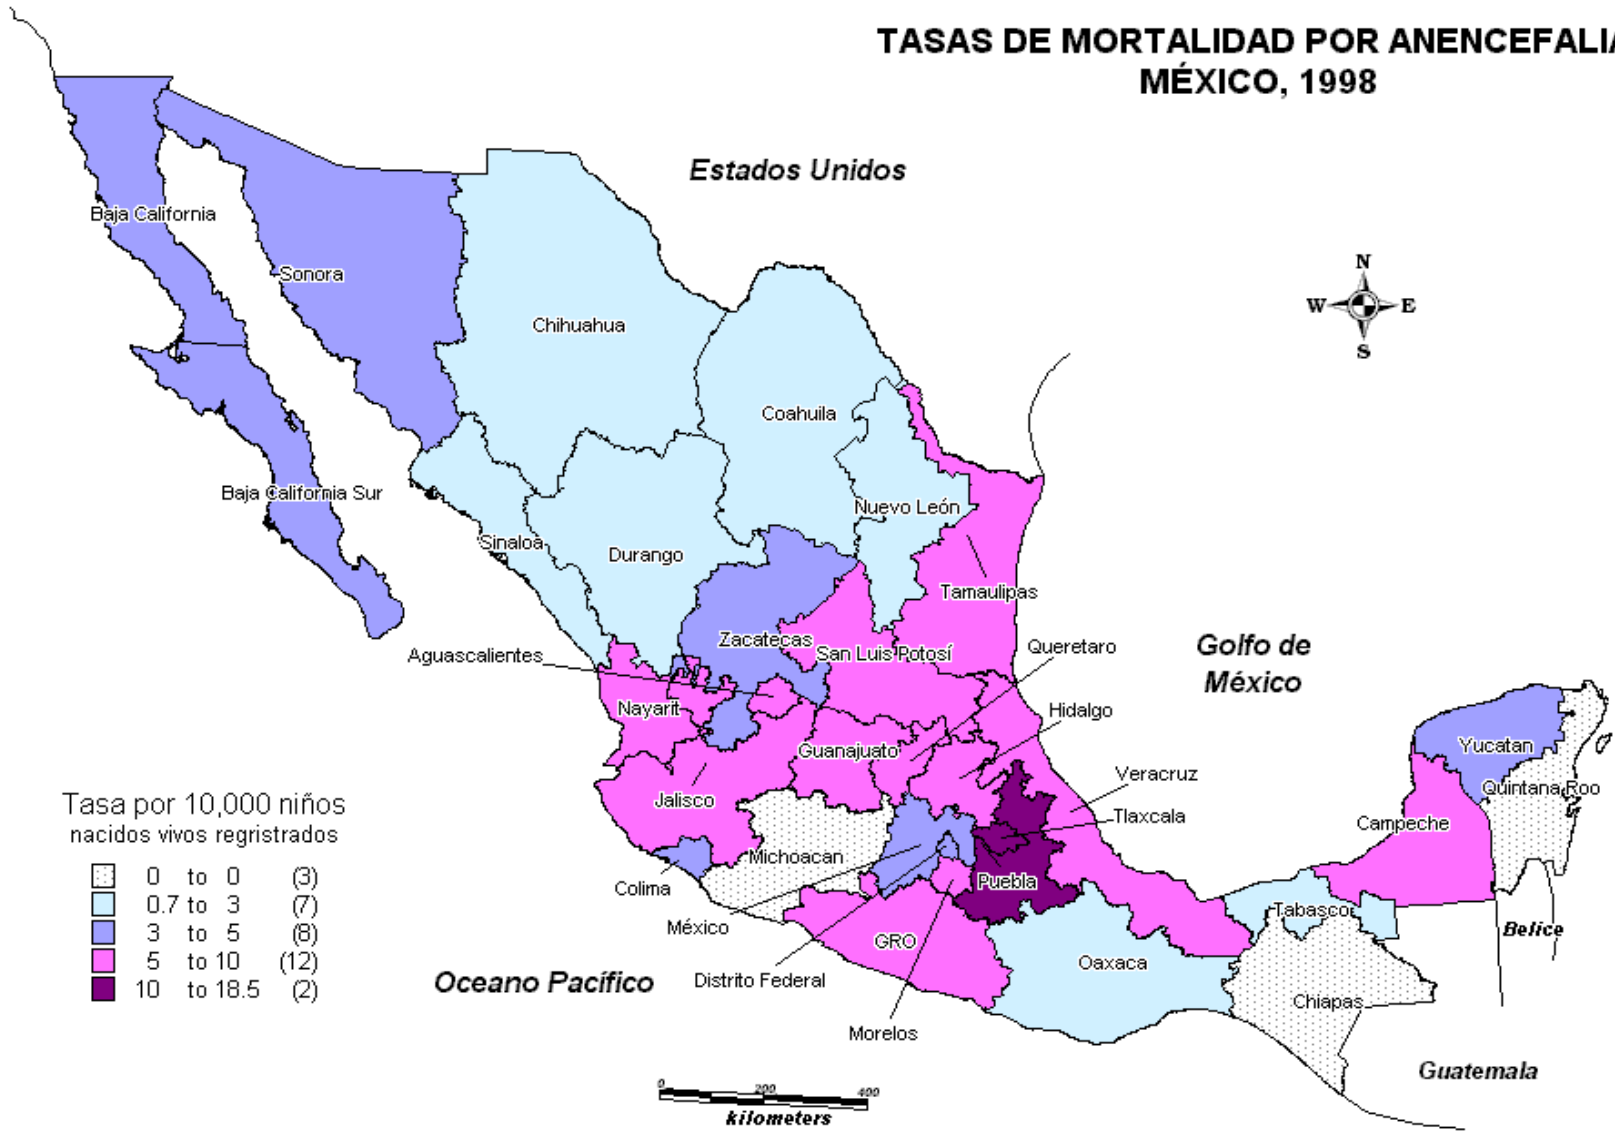 TASAS DE MORTALIDAD POR ANENCEFALIA
MÉXICO, 1998
Estados Unidos
Baja California
Sonora
N
W E
S
Chihuahua
Coahuila
Baja California Sur
Nuevo León
Sinaloa
Durango
Tamaulipas
Zacatecas
Aguascalientes
San Luis Potosí
Queretaro
Golfo de
México
Nayarit
Hidalgo
Guanajuato
Yucatan
Veracruz
Quintana Roo
Jalisco
Tlaxcala
Campeche
Tasa por 10,000 niños
nacidos vivos regristrados
0 to 0 (3)
0.7 to 3 (7)
3 to 5 (8)
5 to 10 (12)
10 to 18.5 (2)
Michoacan
Colima
Puebla
México
Tabasco
Belice
GRO
Oaxaca
Distrito Federal
Oceano Pacífico
Chiapas
Morelos
Guatemala
0 200 400
kilometers